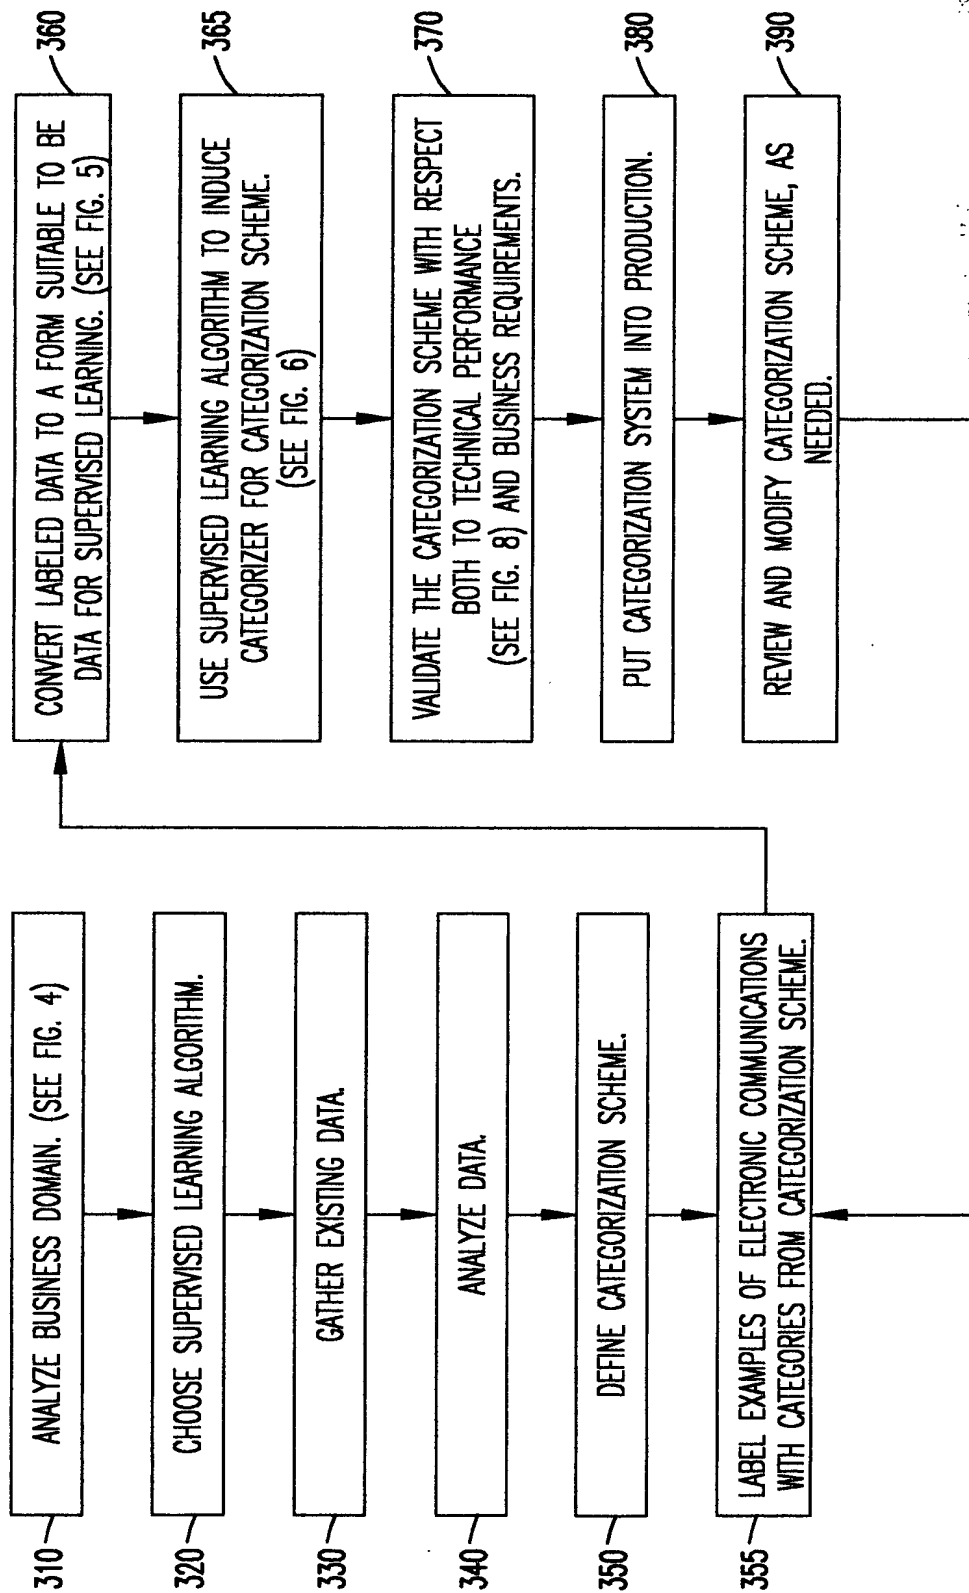 310
ANALYZE BUSINESS DOMAIN. (SEE FIG. 4)
320
CHOOSE SUPERVISED LEARNING ALGORITHM.
330
GATHER EXISTING DATA.
340
ANALYZE DATA.
350
DEFINE CATEGORIZATION SCHEME.
355
LABEL EXAMPLES OF ELECTRONIC COMMUNICATIONS
WITH CATEGORIES FROM CATEGORIZATION SCHEME.
360
CONVERT LABELED DATA TO A FORM SUITABLE TO BE
DATA FOR SUPERVISED LEARNING. (SEE FIG. 5)
365
USE SUPERVISED LEARNING ALGORITHM TO INDUCE
CATEGORIZER FOR CATEGORIZATION SCHEME.
(SEE FIG. 6)
370
VALIDATE THE CATEGORIZATION SCHEME WITH RESPECT
BOTH TO TECHNICAL PERFORMANCE
(SEE FIG. 8) AND BUSINESS REQUIREMENTS.
380
PUT CATEGORIZATION SYSTEM INTO PRODUCTION.
390
REVIEW AND MODIFY CATEGORIZATION SCHEME, AS
NEEDED.